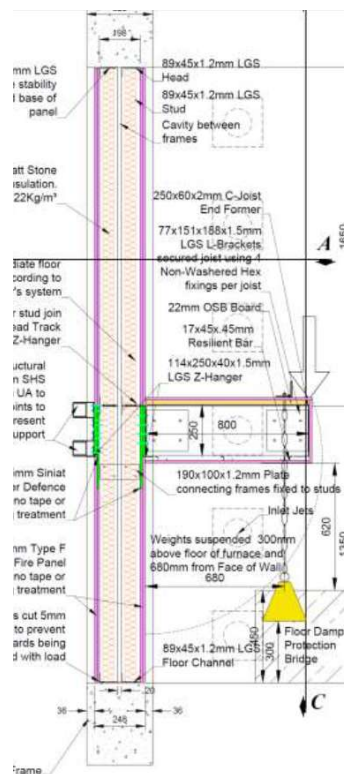 198
mm LGS
stability
d base of
panel
89x45x1.2mm LGS
Head
89x45x1.2mm LGS
Stud
Cavity between
frames
att Stone
nsulation.
22Kg/m³
250x60x2mm C-Joist
End Former
77x151x188x1.5mm
LGS L-Brackets
secured joist using 4
Non-Washered Hex
fixings per joist
1650
A
diate floor
cording to
's system
22mm OSB Board
17x45x.45mm
Resilient Bar
r stud join
ead Track
Z-Hanger
114x250x40x1.5mm
LGS Z-Hanger
uctural
n SHS
UA to
oints to
resent
upport
250
800
190x100x1.2mm Plate
connecting frames fixed to studs
mm Siniat
er Defence
no tape or
treatment
Inlet Jets
620
1350
Weights suspended 300mm
above floor of furnace and
680mm from Face of Wall
680
mm Type F
Fire Panel
no tape or
treatment
s cut 5mm
to prevent
ards being
d with load
450
300
Floor Damp
Protection
Bridge
89x45x1.2mm LGS
Floor Channel
C
20
36
36
246
Frame